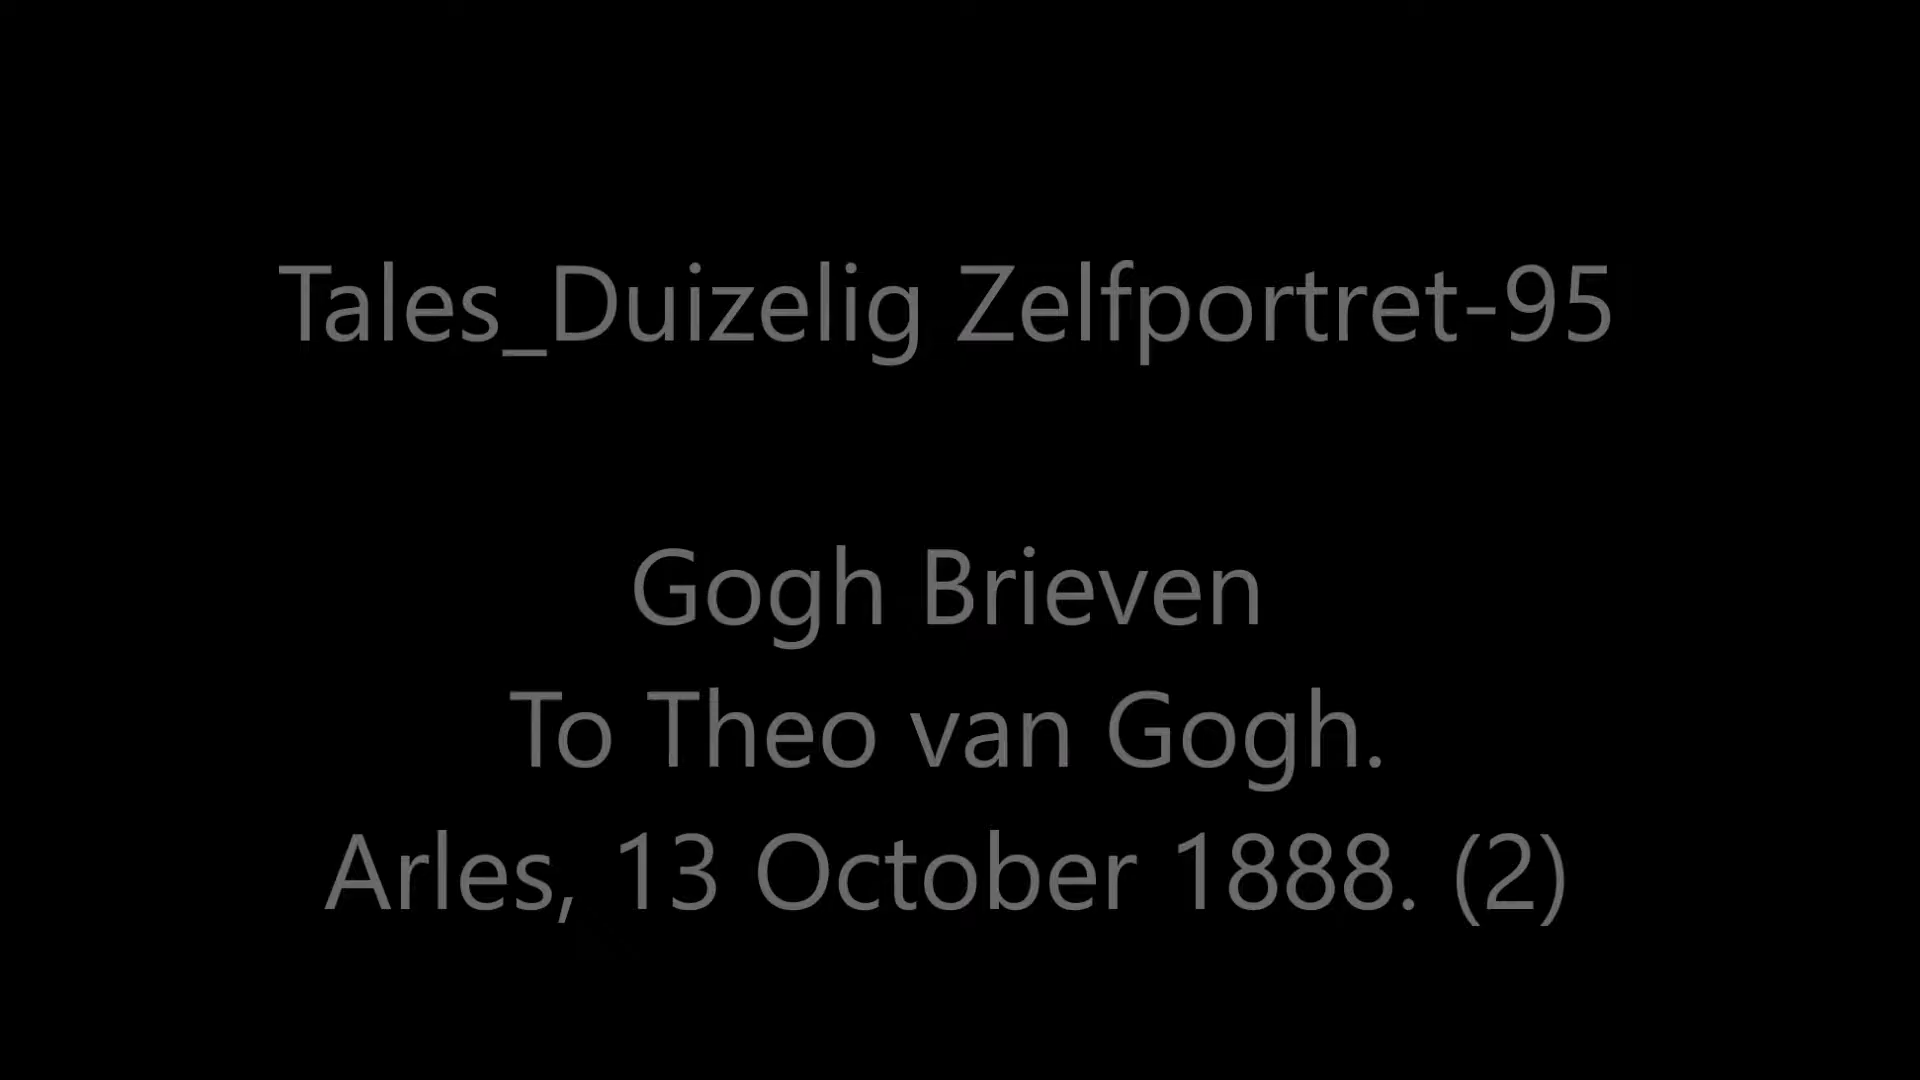 Tales_Duizelig Zelfportret-95
Gogh Brieven
To Theo van Gogh.
Arles, 13 October 1888. (2)